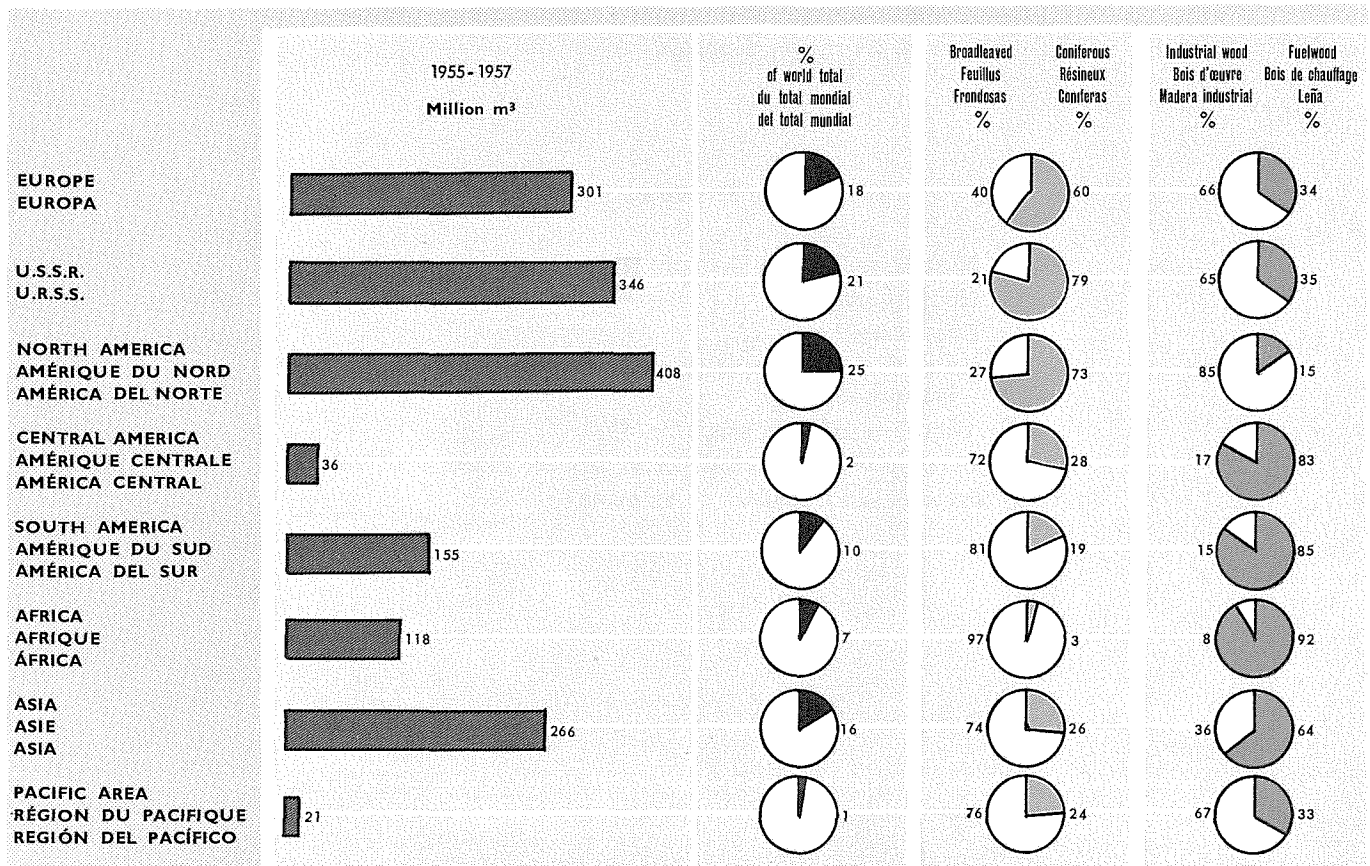 1955-1957
Million m³
%
of world total
du total mondial
del total mundial
Broadleaved
Feuillus
Frondosas
%
Coniferous
Résineux
Coniferas
%
Industrial wood
Bois d'œuvre
Madera industrial
%
Fuelwood
Bois de chauffage
Leña
%
EUROPE
EUROPA
301
18
40
60
66
34
U.S.S.R.
U.R.S.S.
346
21
21
79
65
35
NORTH AMERICA
AMÉRIQUE DU NORD
AMÉRICA DEL NORTE
408
25
27
73
85
15
CENTRAL AMERICA
AMÉRIQUE CENTRALE
AMÉRICA CENTRAL
36
2
72
28
17
83
SOUTH AMERICA
AMÉRIQUE DU SUD
AMÉRICA DEL SUR
155
10
81
19
15
85
AFRICA
AFRIQUE
ÁFRICA
118
7
97
3
8
92
ASIA
ASIE
ASIA
266
16
74
26
36
64
PACIFIC AREA
RÉGION DU PACIFIQUE
REGIÓN DEL PACÍFICO
21
1
76
24
67
33